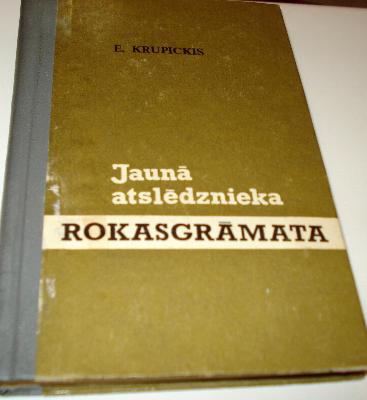 E. KRUPICKIS
Jaunā
atslēdznieka
ROKASGRĀMATA